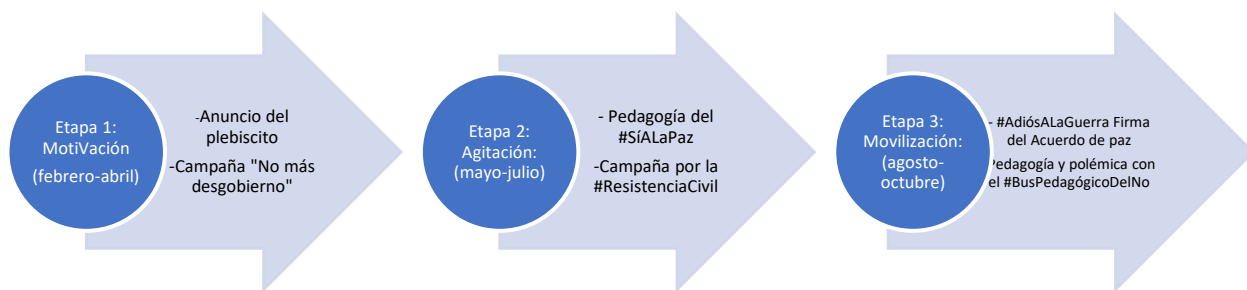 Etapa 1:
MotiVación
(febrero-abril)
-Anuncio del
plebiscito
-Campaña "No más
desgobierno"
Etapa 2:
Agitación:
(mayo-julio)
- Pedagogía del
#SíALaPaz
-Campaña por la
#ResistenciaCivil
Etapa 3:
Movilización:
(agosto-
octubre)
- #AdiósALaGuerra Firma
del Acuerdo de paz
Pedagogía y polémica con
el #BusPedagógicoDelNo